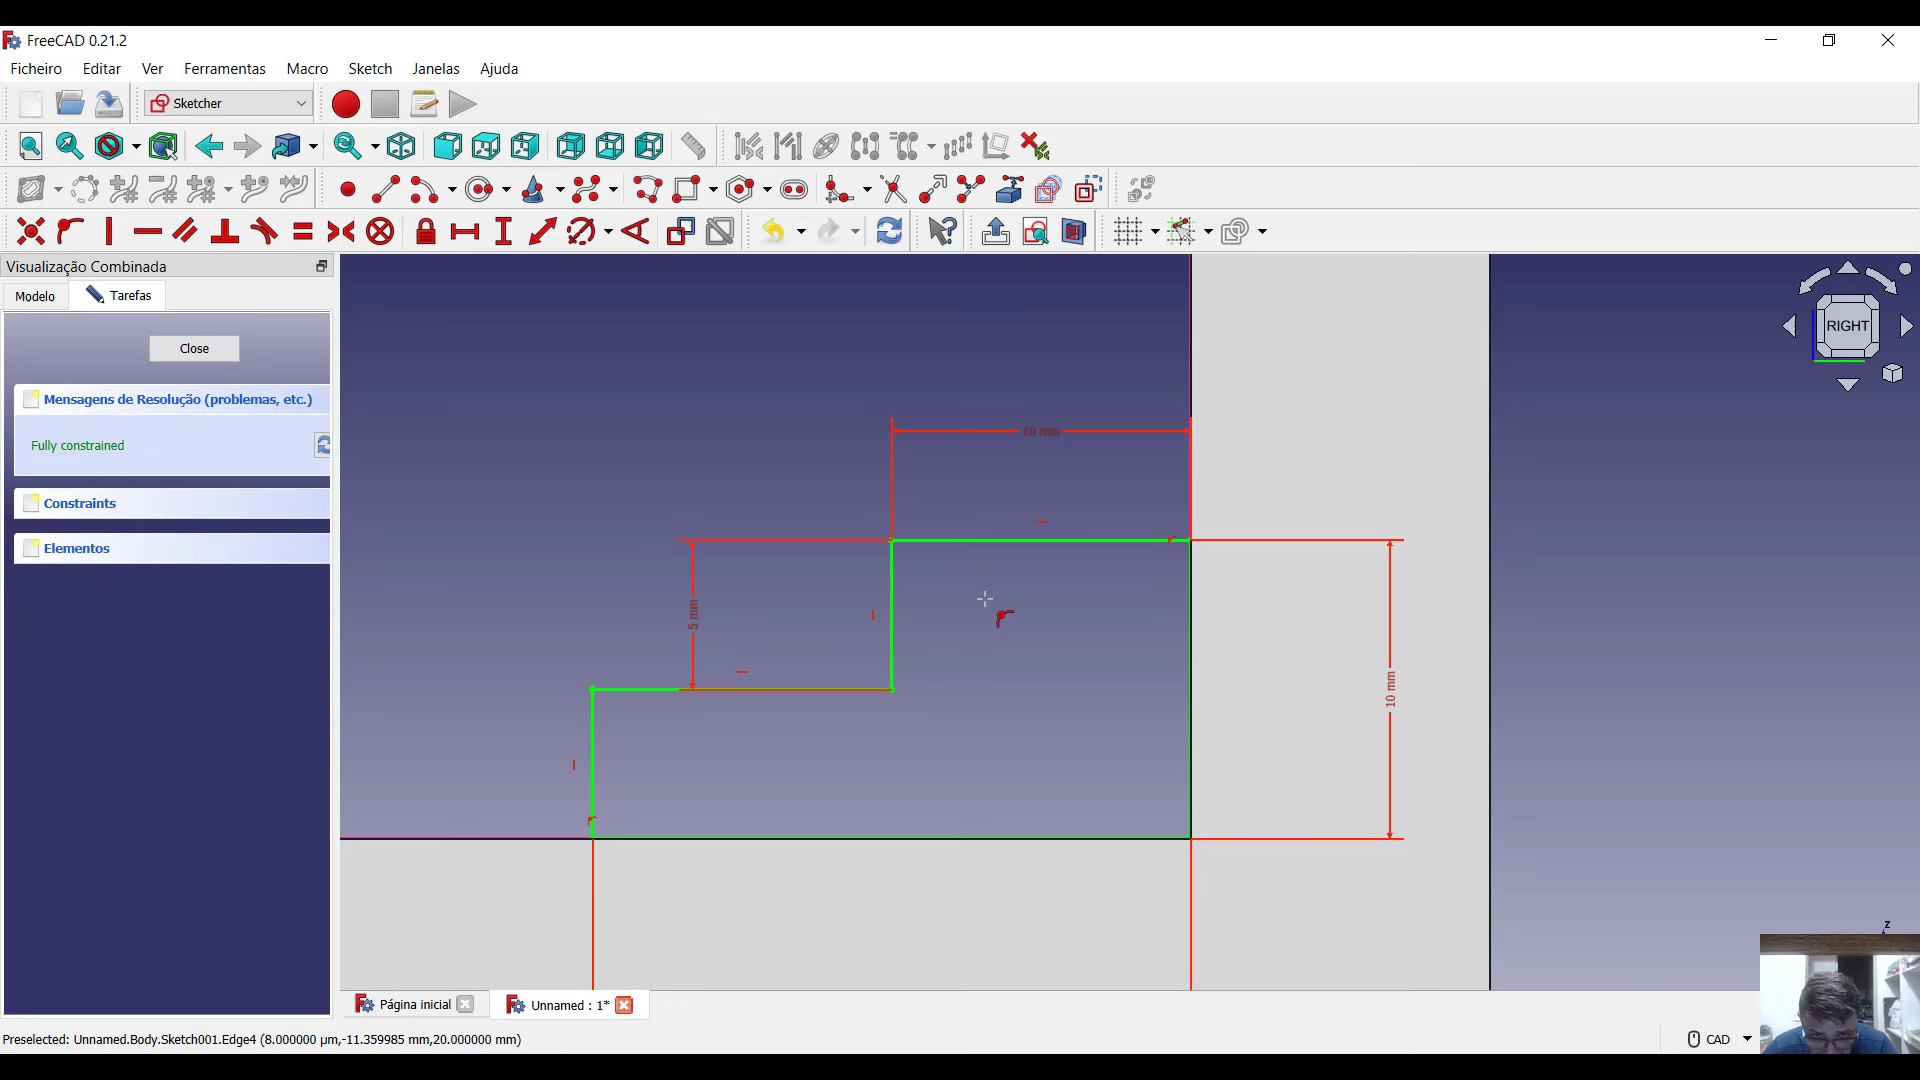 FreeCAD 0.21.2
Ficheiro Editar Ver Ferramentas Macro Sketch Janelas Ajuda
Sketcher
Visualização Combinada
Modelo Tarefas
Close
Mensagens de Resolução (problemas, etc.)
Fully constrained
Constraints
Elementos
10 mm
5 mm
10 mm
RIGHT
z
Página inicial
Unnamed : 1*
Preselected: Unnamed.Body.Sketch001.Edge4 (8.000000 µm,-11.359985 mm,20.000000 mm)
CAD